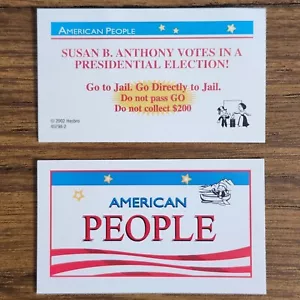 AMERICAN PEOPLE
SUSAN B. ANTHONY VOTES IN A
PRESIDENTIAL ELECTION!
Go to Jail. Go Directly to Jail.
Do not pass GO
Do not collect $200
© 2002 Hasbro
AMERICAN
PEOPLE